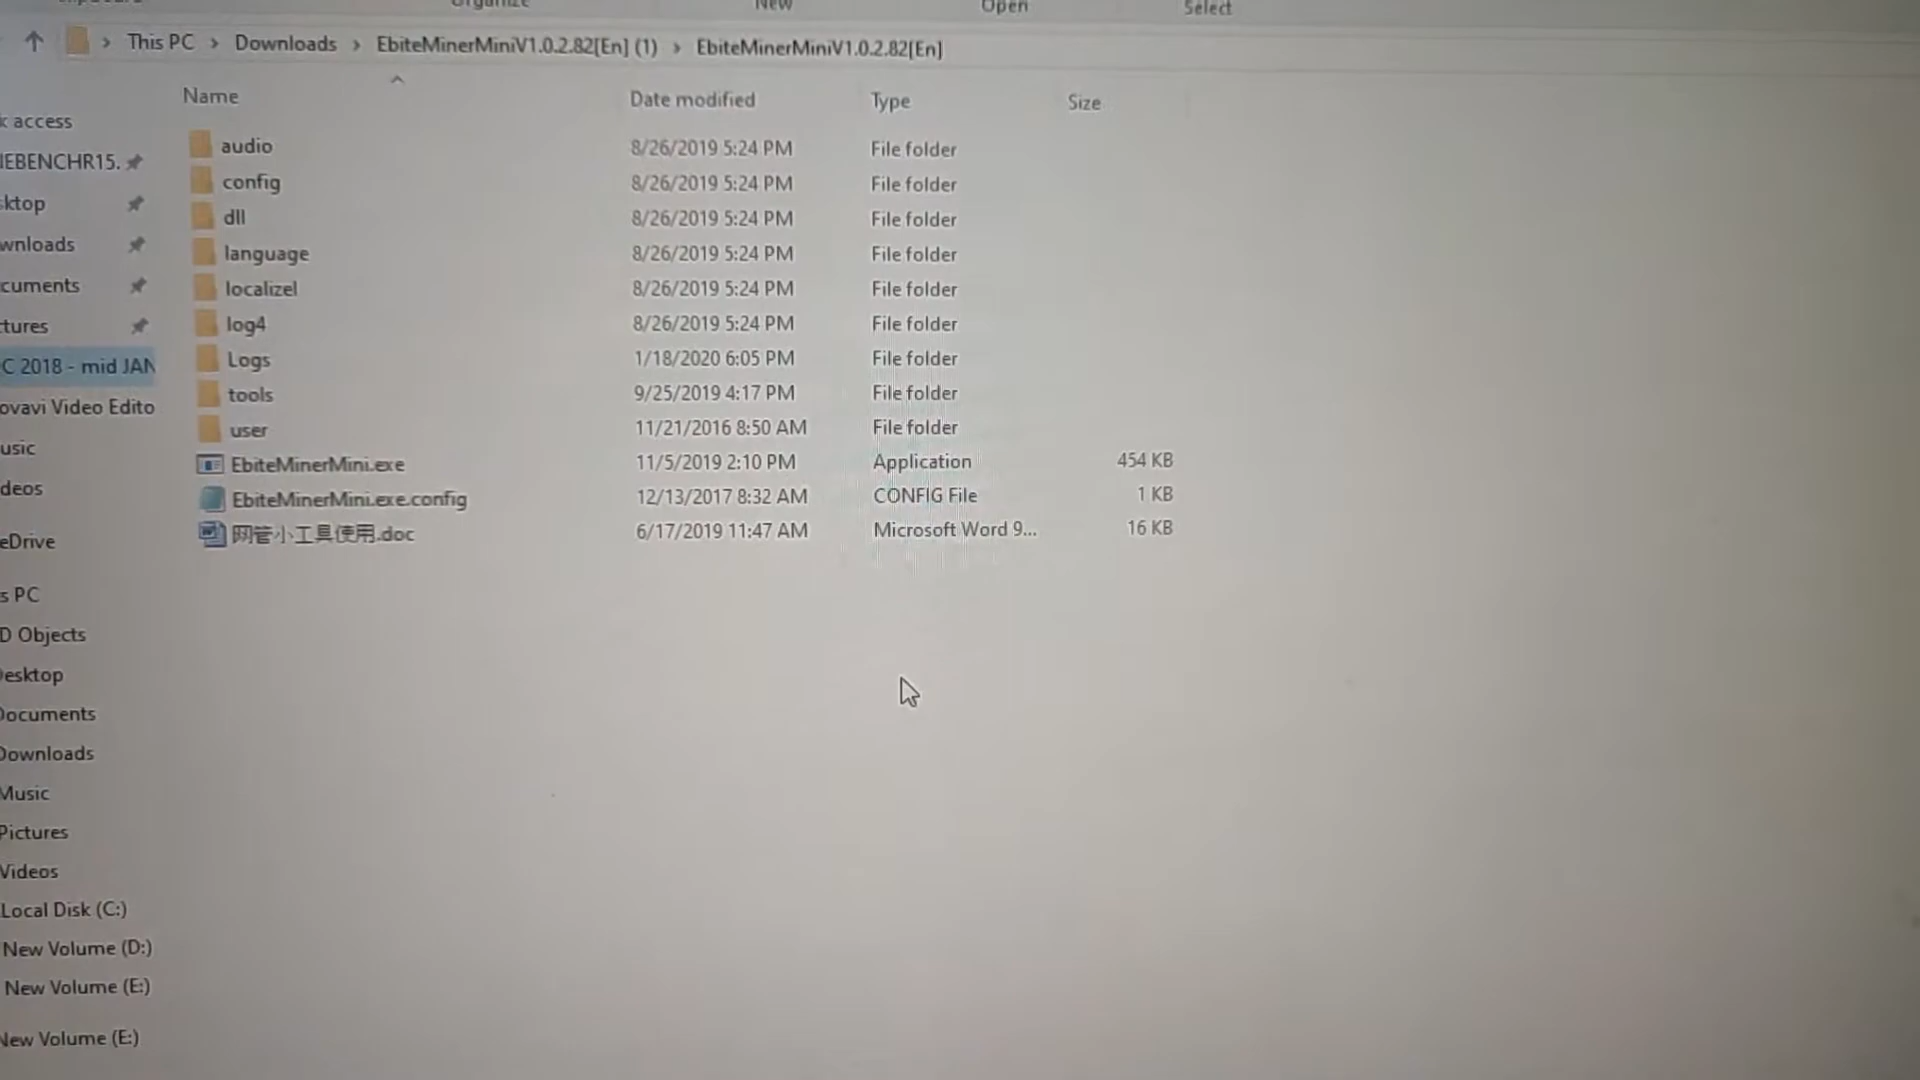 Organize New Open Select
This PC > Downloads > EbiteMinerMiniV1.0.2.82[En] (1) > EbiteMinerMiniV1.0.2.82[En]
Name Date modified Type Size
audio 8/26/2019 5:24 PM File folder
config 8/26/2019 5:24 PM File folder
dll 8/26/2019 5:24 PM File folder
language 8/26/2019 5:24 PM File folder
localizel 8/26/2019 5:24 PM File folder
log4 8/26/2019 5:24 PM File folder
Logs 1/18/2020 6:05 PM File folder
tools 9/25/2019 4:17 PM File folder
user 11/21/2016 8:50 AM File folder
EbiteMinerMini.exe 11/5/2019 2:10 PM Application 454 KB
EbiteMinerMini.exe.config 12/13/2017 8:32 AM CONFIG File 1 KB
网管小工具使用.doc 6/17/2019 11:47 AM Microsoft Word 9... 16 KB
k access
IEBENCHR15.
sktop
wnloads
cuments
tures
C 2018 - mid JAN
ovavi Video Edito
usic
deos
eDrive
s PC
D Objects
Desktop
Documents
Downloads
Music
Pictures
Videos
Local Disk (C:)
New Volume (D:)
New Volume (E:)
New Volume (E:)